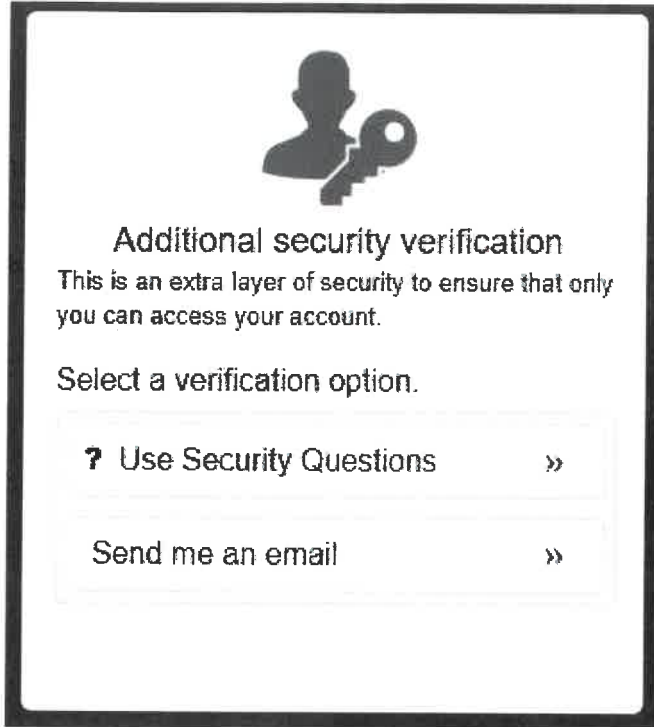 Additional security verification
This is an extra layer of security to ensure that only
you can access your account.
Select a verification option.
? Use Security Questions »
Send me an email »